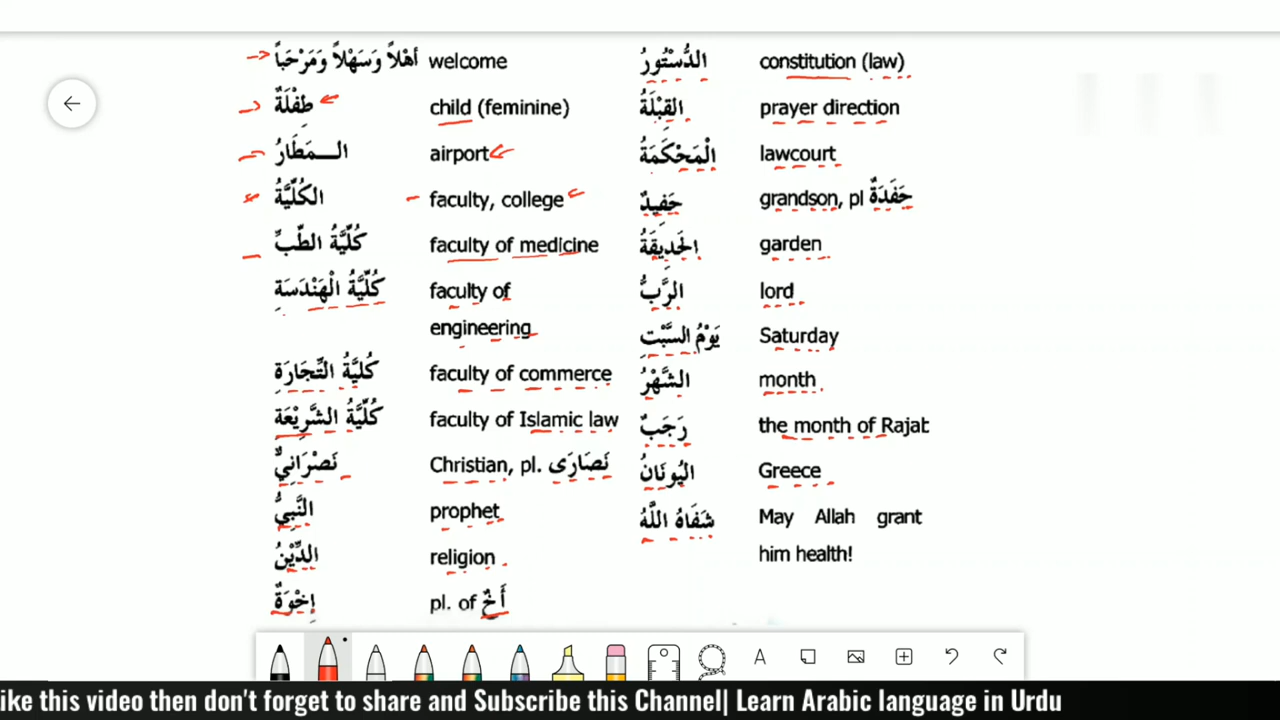 أَهْلاً وَسَهْلاً وَمَرْحَباً welcome
طِفْلَةٌ child (feminine)
الـــمَطَارُ airport
الكُلِّيَّةُ faculty, college
كُلِّيَّةُ الطِّبِّ faculty of medicine
كُلِّيَّةُ الْهَنْدَسَةِ faculty of
engineering
كُلِّيَّةُ التِّجَارَةِ faculty of commerce
كُلِّيَّةُ الشَّرِيْعَة faculty of Islamic law
نَصْرَانِيٌّ Christian, pl. نَصَارَى
النَّبِيُّ prophet
الدِّيْنُ religion
إِخْوَةٌ pl. of أَخٌ
الدُّسْتُورُ constitution (law)
القِبْلَةُ prayer direction
الْمَحْكَمَةُ lawcourt
حَفِيدٌ grandson, pl حَفَدَةٌ
الحَدِيقَةُ garden
الرَّبُّ lord
يَوْمُ السَّبْتِ Saturday
الشَّهْرُ month
رَجَبٌ the month of Rajab
اليُونَانُ Greece
شَفَاهُ اللَّهُ May Allah grant
him health!
A
ike this video then don't forget to share and Subscribe this Channel| Learn Arabic language in Urdu